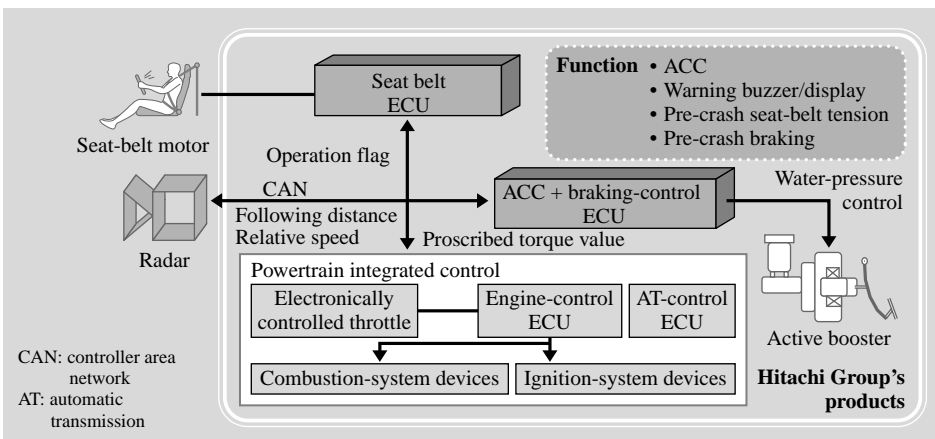 Seat belt
ECU
Function
• ACC
• Warning buzzer/display
• Pre-crash seat-belt tension
• Pre-crash braking
Seat-belt motor
Operation flag
CAN
Following distance
Relative speed
Radar
ACC + braking-control
ECU
Water-pressure
control
Proscribed torque value
Powertrain integrated control
Electronically
controlled throttle
Engine-control
ECU
AT-control
ECU
Combustion-system devices
Ignition-system devices
Active booster
Hitachi Group's
products
CAN: controller area
network
AT: automatic
transmission